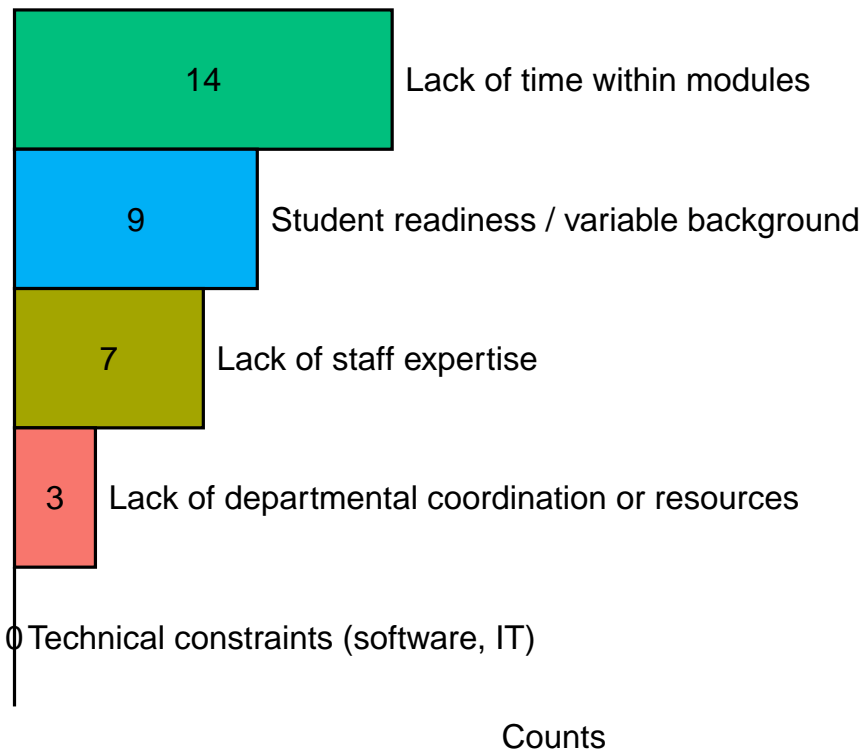 14 Lack of time within modules
9 Student readiness / variable background
7 Lack of staff expertise
3 Lack of departmental coordination or resources
0 Technical constraints (software, IT)
Counts